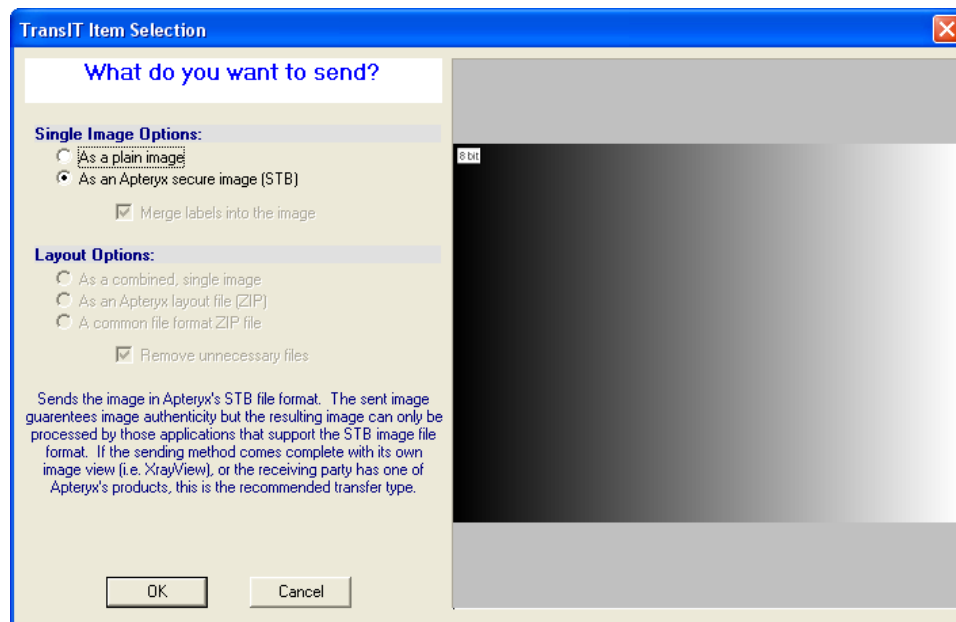 TransIT Item Selection
What do you want to send?
Single Image Options:
As a plain image
As an Apteryx secure image (STB)
Merge labels into the image
Layout Options:
As a combined, single image
As an Apteryx layout file (ZIP)
A common file format ZIP file
Remove unnecessary files
Sends the image in Apteryx's STB file format. The sent image
guarentees image authenticity but the resulting image can only be
processed by those applications that support the STB image file
format. If the sending method comes complete with its own
image view (i.e. XrayView), or the receiving party has one of
Apteryx's products, this is the recommended transfer type.
OK
Cancel
8 bit